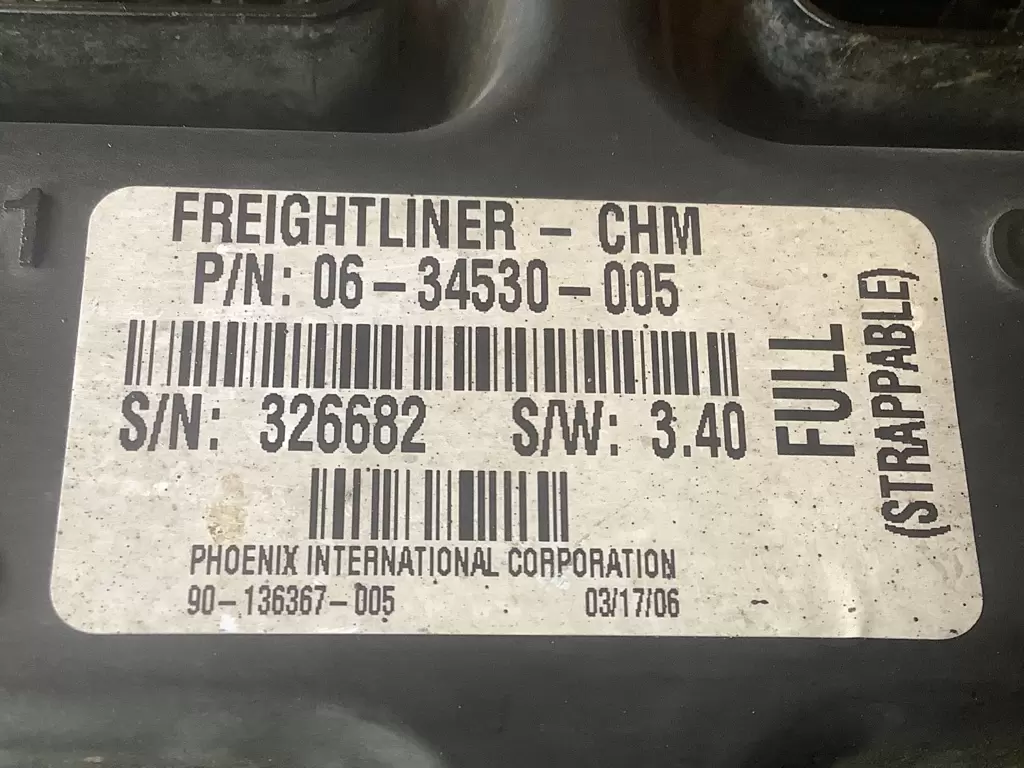 1
FREIGHTLINER - CHM
P/N: 06-34530-005
S/N: 326682 S/W: 3.40
PHOENIX INTERNATIONAL CORPORATION
90-136367-005 03/17/06
FULL
(STRAPPABLE)